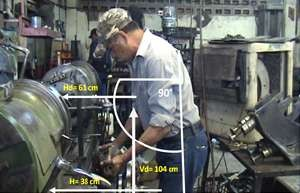 90°
Hd= 61 cm
Vd= 104 cm
H= 38 cm